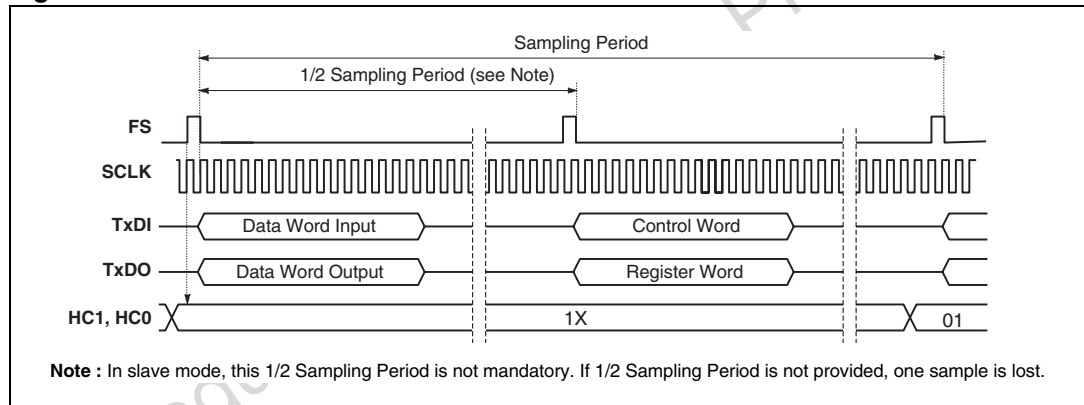 Sampling Period
1/2 Sampling Period (see Note)
FS
SCLK
TxDI Data Word Input Control Word
TxDO Data Word Output Register Word
HC1, HC0 1X 01
Note : In slave mode, this 1/2 Sampling Period is not mandatory. If 1/2 Sampling Period is not provided, one sample is lost.